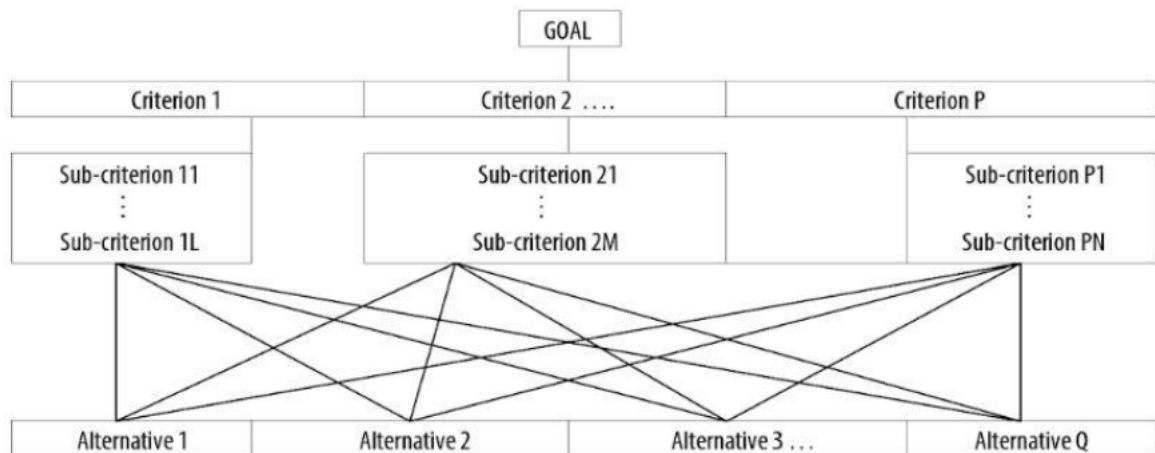 GOAL
Criterion 1 Criterion 2 .... Criterion P
Sub-criterion 11 Sub-criterion 21 Sub-criterion P1
⋮ ⋮ ⋮
Sub-criterion 1L Sub-criterion 2M Sub-criterion PN
Alternative 1 Alternative 2 Alternative 3 ... Alternative Q